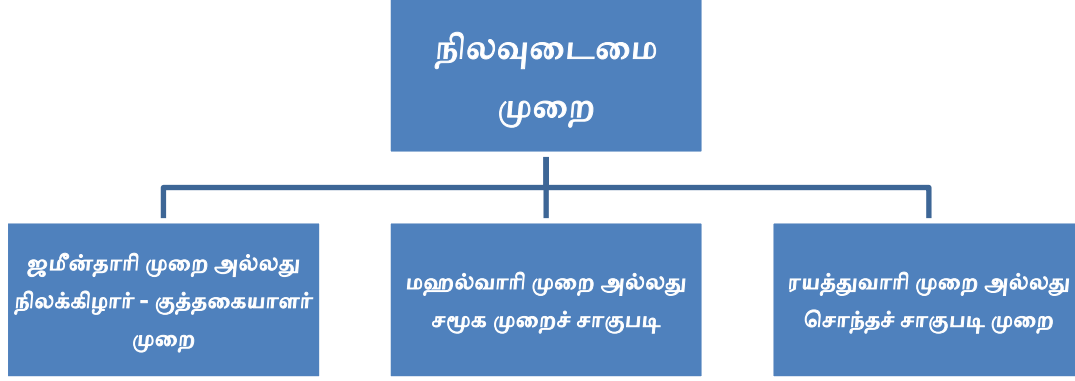 நிலவுடைமை
முறை
ஜமீன்தாரி முறை அல்லது
நிலக்கிழார் - குத்தகையாளர்
முறை
மஹல்வாரி முறை அல்லது
சமூக முறைச் சாகுபடி
ரயத்துவாரி முறை அல்லது
சொந்தச் சாகுபடி முறை